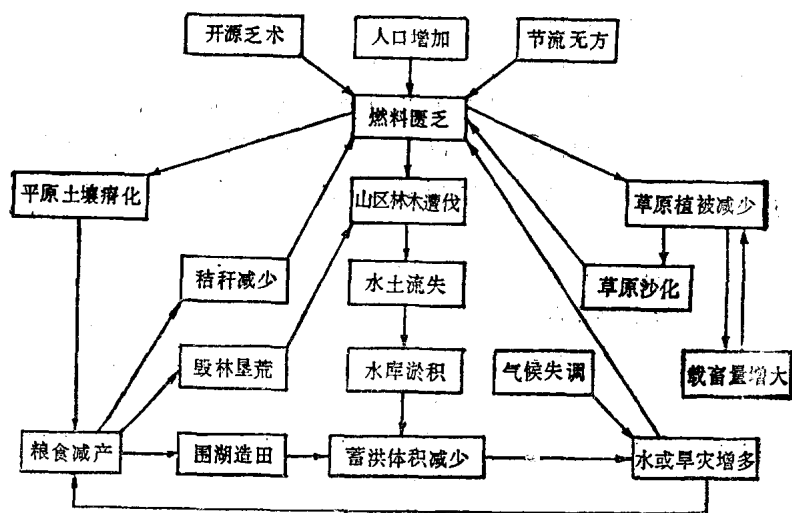 开源乏术
人口增加
节流无方
燃料匮乏
平原土壤瘠化
山区林木遭伐
草原植被减少
秸秆减少
水土流失
草原沙化
毁林垦荒
水库淤积
气候失调
载畜量增大
粮食减产
围湖造田
蓄洪体积减少
水或旱灾增多